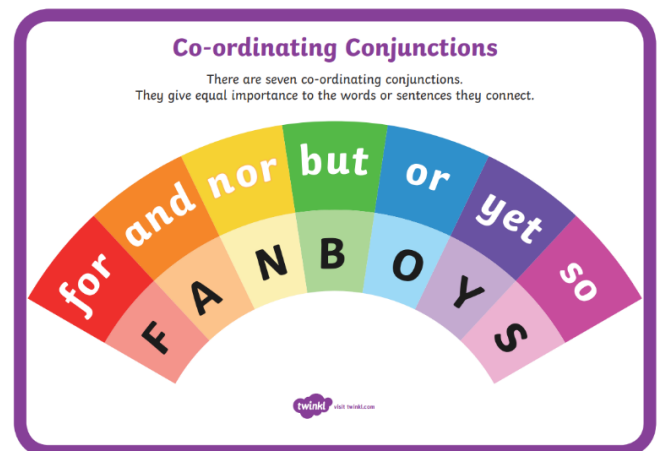 Co-ordinating Conjunctions
There are seven co-ordinating conjunctions.
They give equal importance to the words or sentences they connect.
for and nor but or yet so
F A N B O Y S
twinkl visit twinkl.com